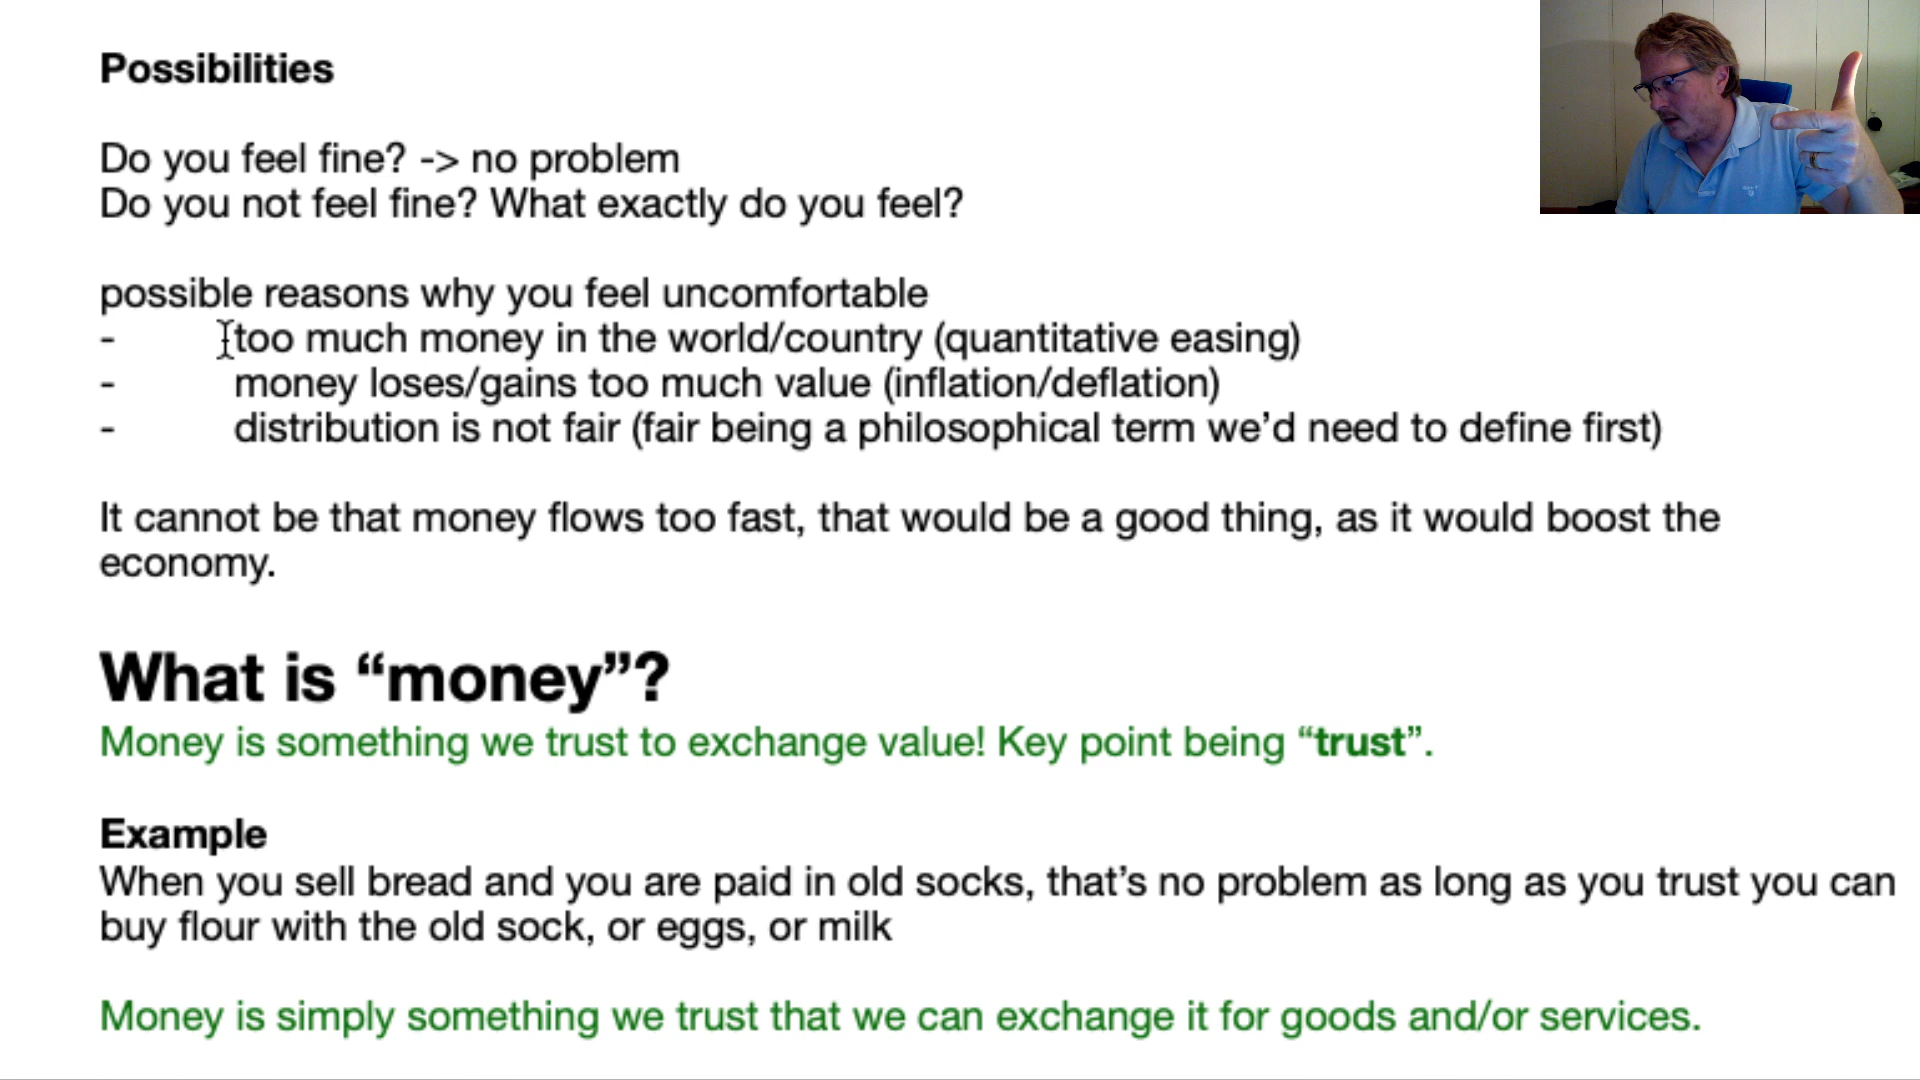 Possibilities
Do you feel fine? -> no problem
Do you not feel fine? What exactly do you feel?
possible reasons why you feel uncomfortable
- too much money in the world/country (quantitative easing)
- money loses/gains too much value (inflation/deflation)
- distribution is not fair (fair being a philosophical term we’d need to define first)
It cannot be that money flows too fast, that would be a good thing, as it would boost the
economy.
What is “money”?
Money is something we trust to exchange value! Key point being “trust”.
Example
When you sell bread and you are paid in old socks, that’s no problem as long as you trust you can
buy flour with the old sock, or eggs, or milk
Money is simply something we trust that we can exchange it for goods and/or services.